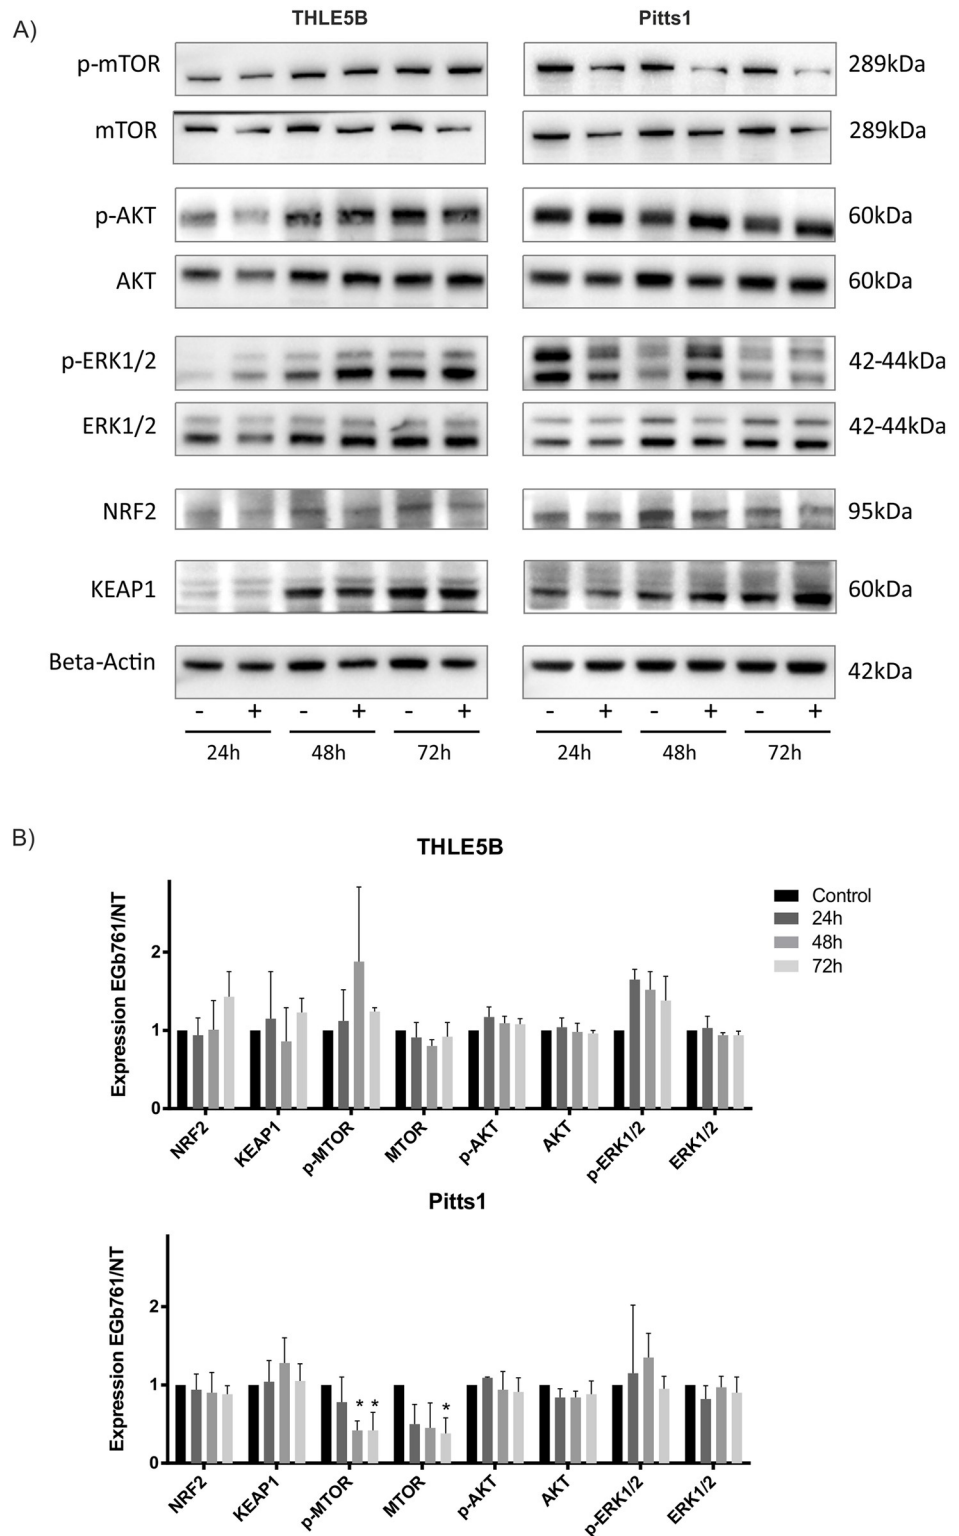 A)
THLE5B Pitts1
p-mTOR 289kDa
mTOR 289kDa
p-AKT 60kDa
AKT 60kDa
p-ERK1/2 42-44kDa
ERK1/2 42-44kDa
NRF2 95kDa
KEAP1 60kDa
Beta-Actin 42kDa
- + - + - + - + - + - +
24h 48h 72h 24h 48h 72h
B)
THLE5B
Expression EGb761/NT
2
1
0
Control
24h
48h
72h
NRF2 KEAP1 p-MTOR MTOR p-AKT AKT p-ERK1/2 ERK1/2
Pitts1
Expression EGb761/NT
2
1
0
* * *
NRF2 KEAP1 p-MTOR MTOR p-AKT AKT p-ERK1/2 ERK1/2